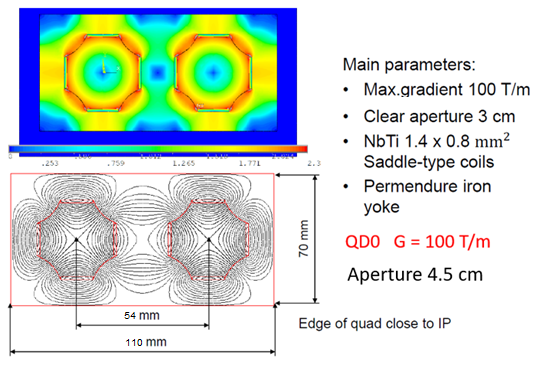 Main parameters:
• Max.gradient 100 T/m
• Clear aperture 3 cm
• NbTi 1.4 x 0.8 mm²
Saddle-type coils
• Permendure iron
yoke
QD0 G = 100 T/m
Aperture 4.5 cm
Edge of quad close to IP
0 .253 .759 1.265 1.771 2.3
70 mm
54 mm
110 mm